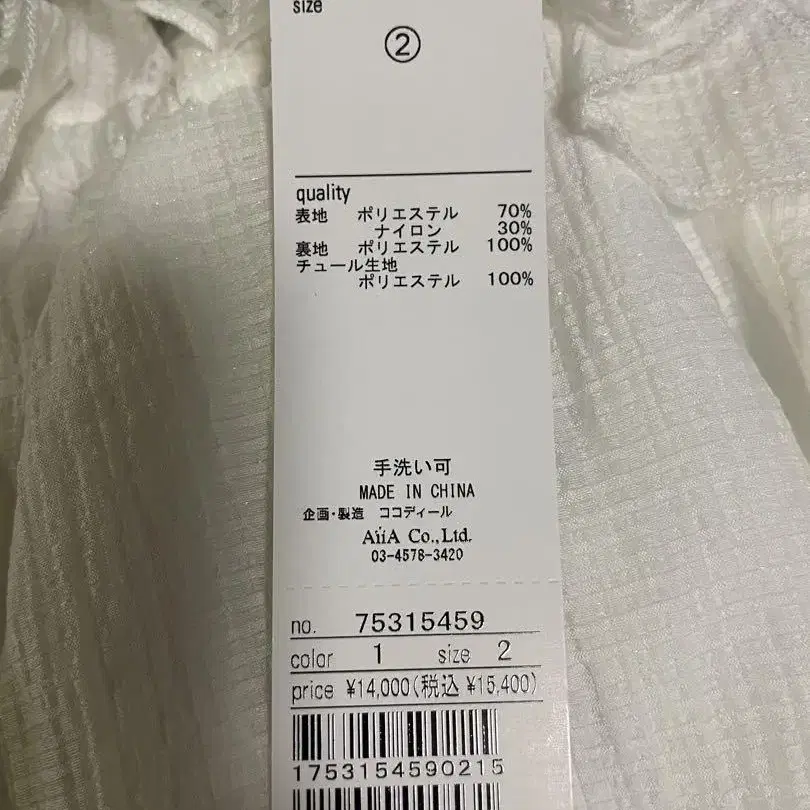 size
②
quality
表地 ポリエステル 70%
ナイロン 30%
裏地 ポリエステル 100%
チュール生地
ポリエステル 100%
手洗い可
MADE IN CHINA
企画・製造 ココディール
AiiA Co.,Ltd.
03-4578-3420
no. 75315459
color 1 size 2
price ¥14,000(税込 ¥15,400)
1753154590215